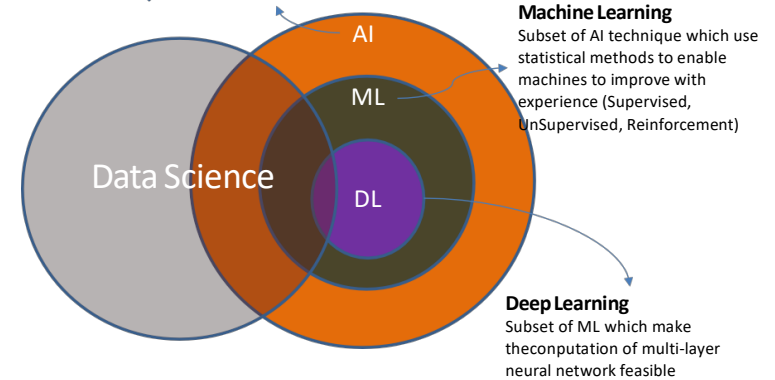 Machine Learning
Subset of AI technique which use
statistical methods to enable
machines to improve with
experience (Supervised,
UnSupervised, Reinforcement)
AI
ML
Data Science
DL
Deep Learning
Subset of ML which make
theconputation of multi-layer
neural network feasible